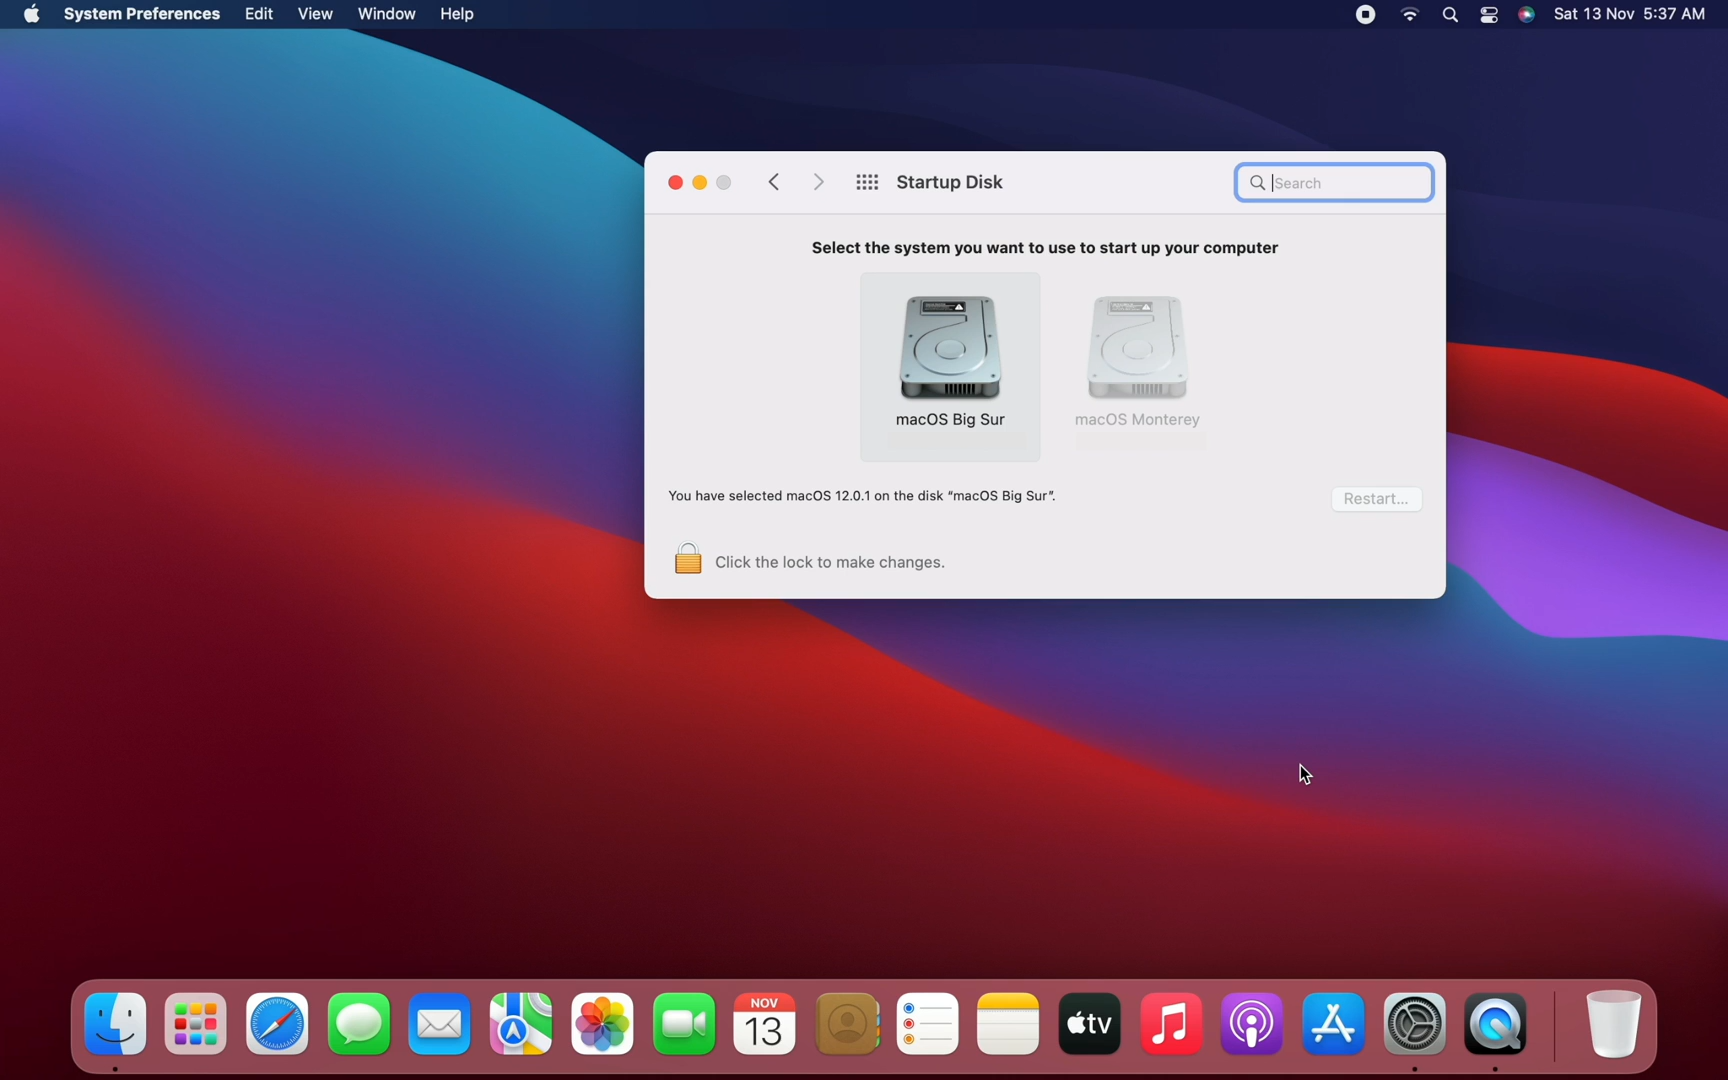 System Preferences Edit View Window Help Sat 13 Nov 5:37 AM
Startup Disk Search
Select the system you want to use to start up your computer
macOS Big Sur macOS Monterey
You have selected macOS 12.0.1 on the disk “macOS Big Sur”. Restart...
Click the lock to make changes.
NOV
13
tv